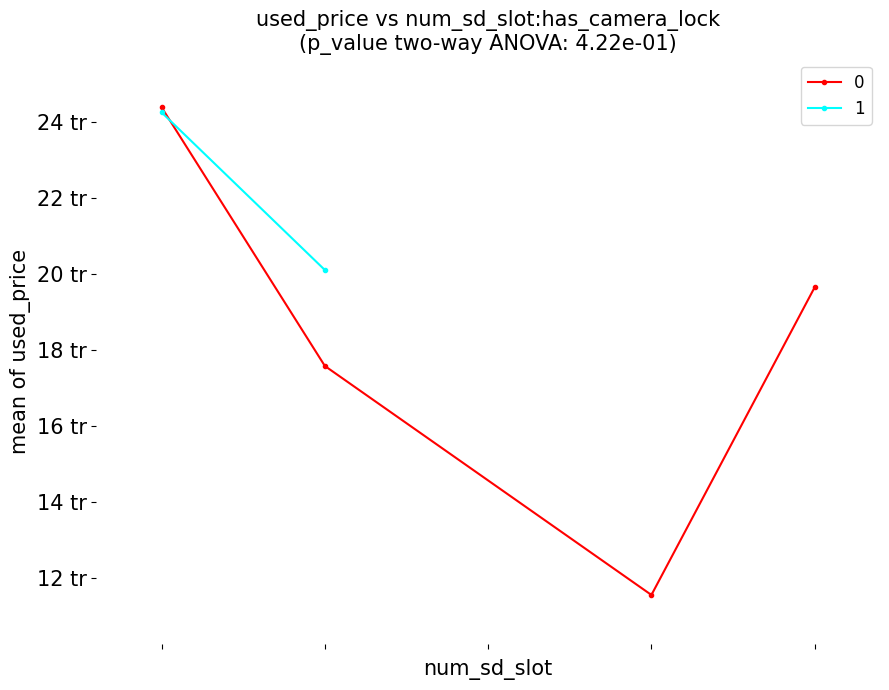 used_price vs num_sd_slot:has_camera_lock
(p_value two-way ANOVA: 4.22e-01)
0
1
24 tr
22 tr
20 tr
18 tr
16 tr
14 tr
12 tr
mean of used_price
num_sd_slot